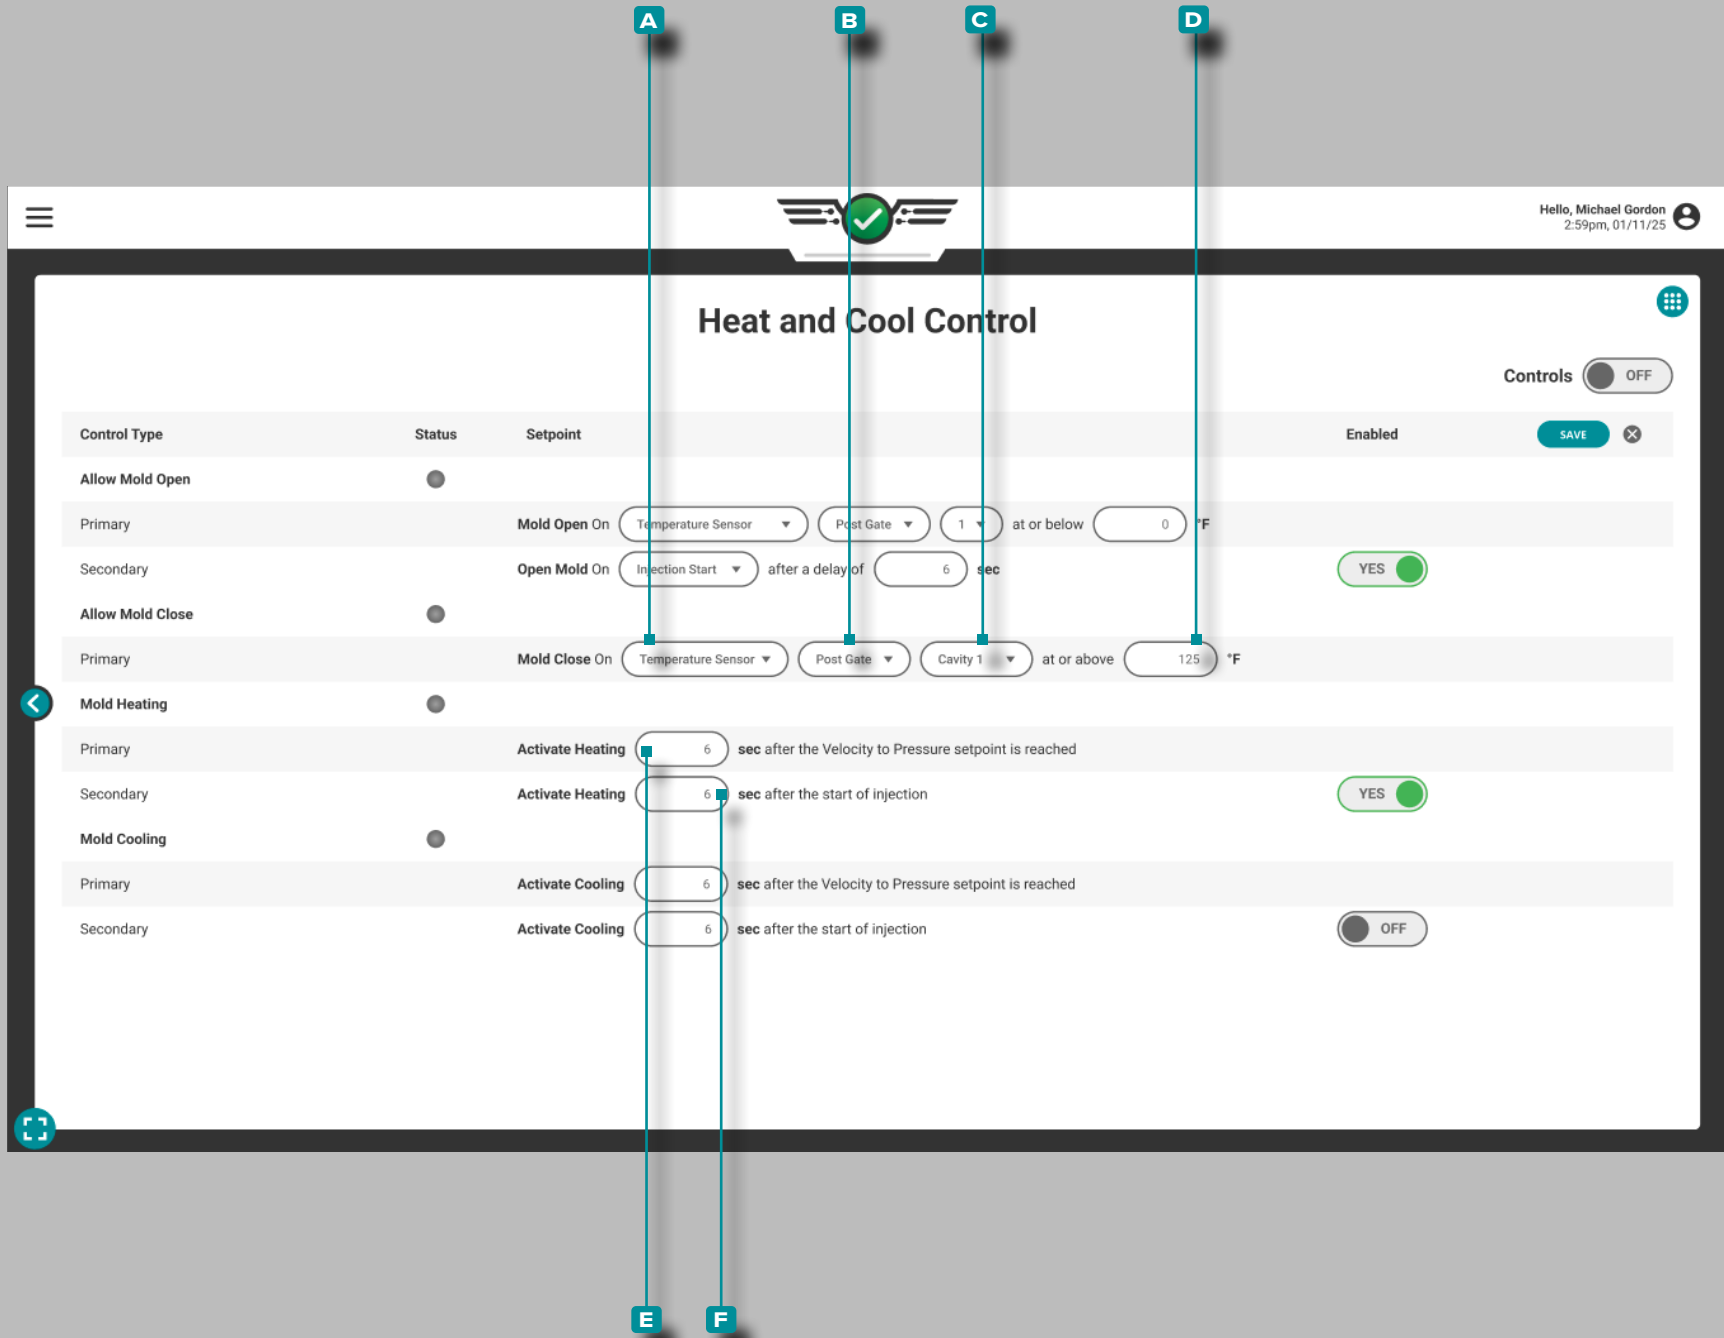 A B C D
Hello, Michael Gordon
2:59pm, 01/11/25
Heat and Cool Control
Controls OFF
Control Type Status Setpoint Enabled SAVE
Allow Mold Open
Primary Mold Open On Temperature Sensor Post Gate 1 at or below 0 °F
Secondary Open Mold On Injection Start after a delay of 6 sec YES
Allow Mold Close
Primary Mold Close On Temperature Sensor Post Gate Cavity 1 at or above 125 °F
Mold Heating
Primary Activate Heating 6 sec after the Velocity to Pressure setpoint is reached
Secondary Activate Heating 6 sec after the start of injection YES
Mold Cooling
Primary Activate Cooling 6 sec after the Velocity to Pressure setpoint is reached
Secondary Activate Cooling 6 sec after the start of injection OFF
E F